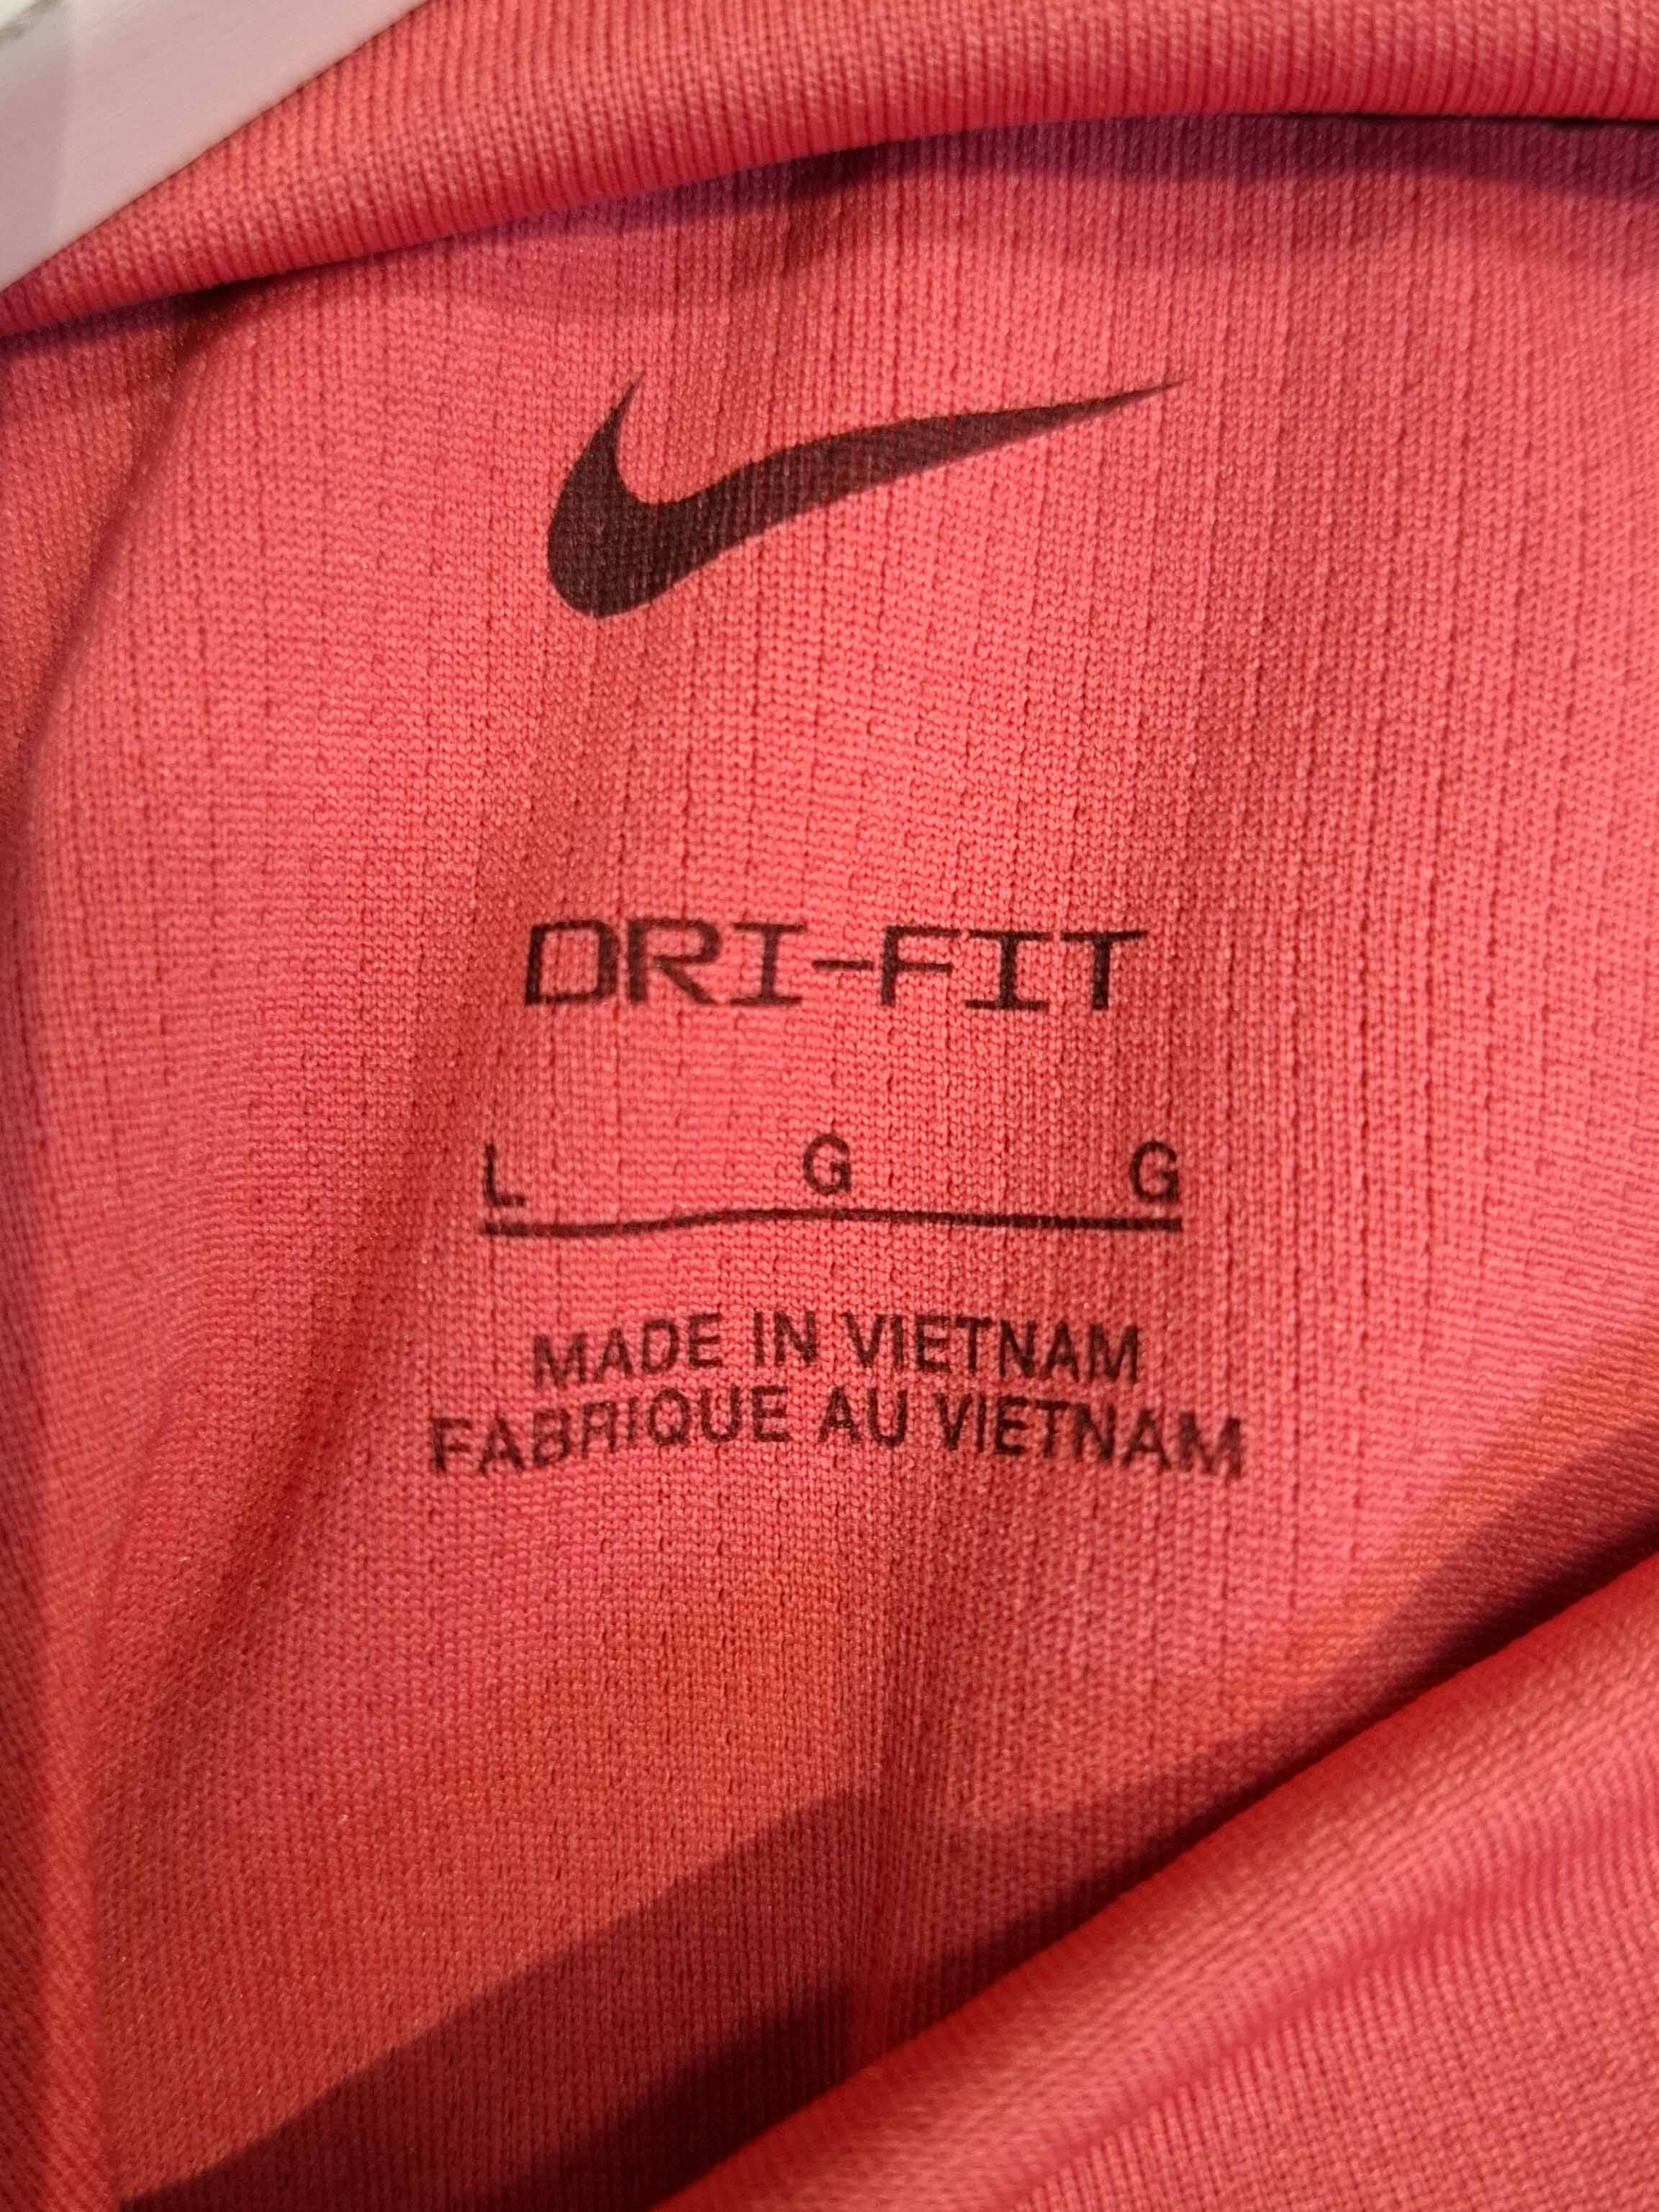 DRI-FIT
L G G
MADE IN VIETNAM
FABRIQUE AU VIETNAM